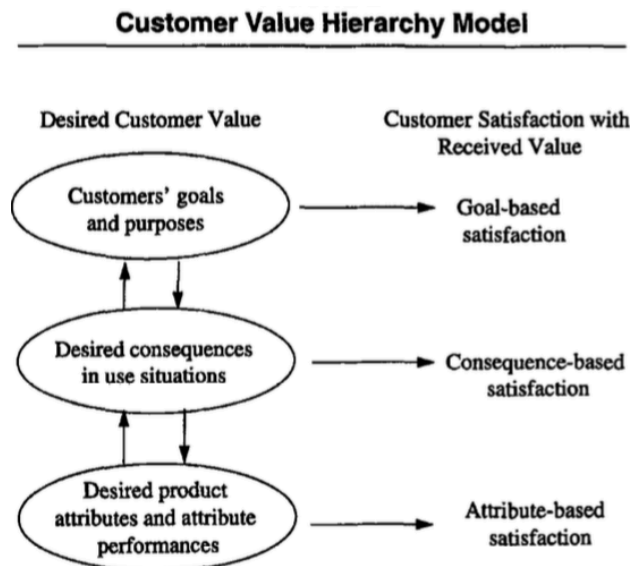 Customer Value Hierarchy Model
Desired Customer Value
Customer Satisfaction with
Received Value
Customers' goals
and purposes
Goal-based
satisfaction
Desired consequences
in use situations
Consequence-based
satisfaction
Desired product
attributes and attribute
performances
Attribute-based
satisfaction